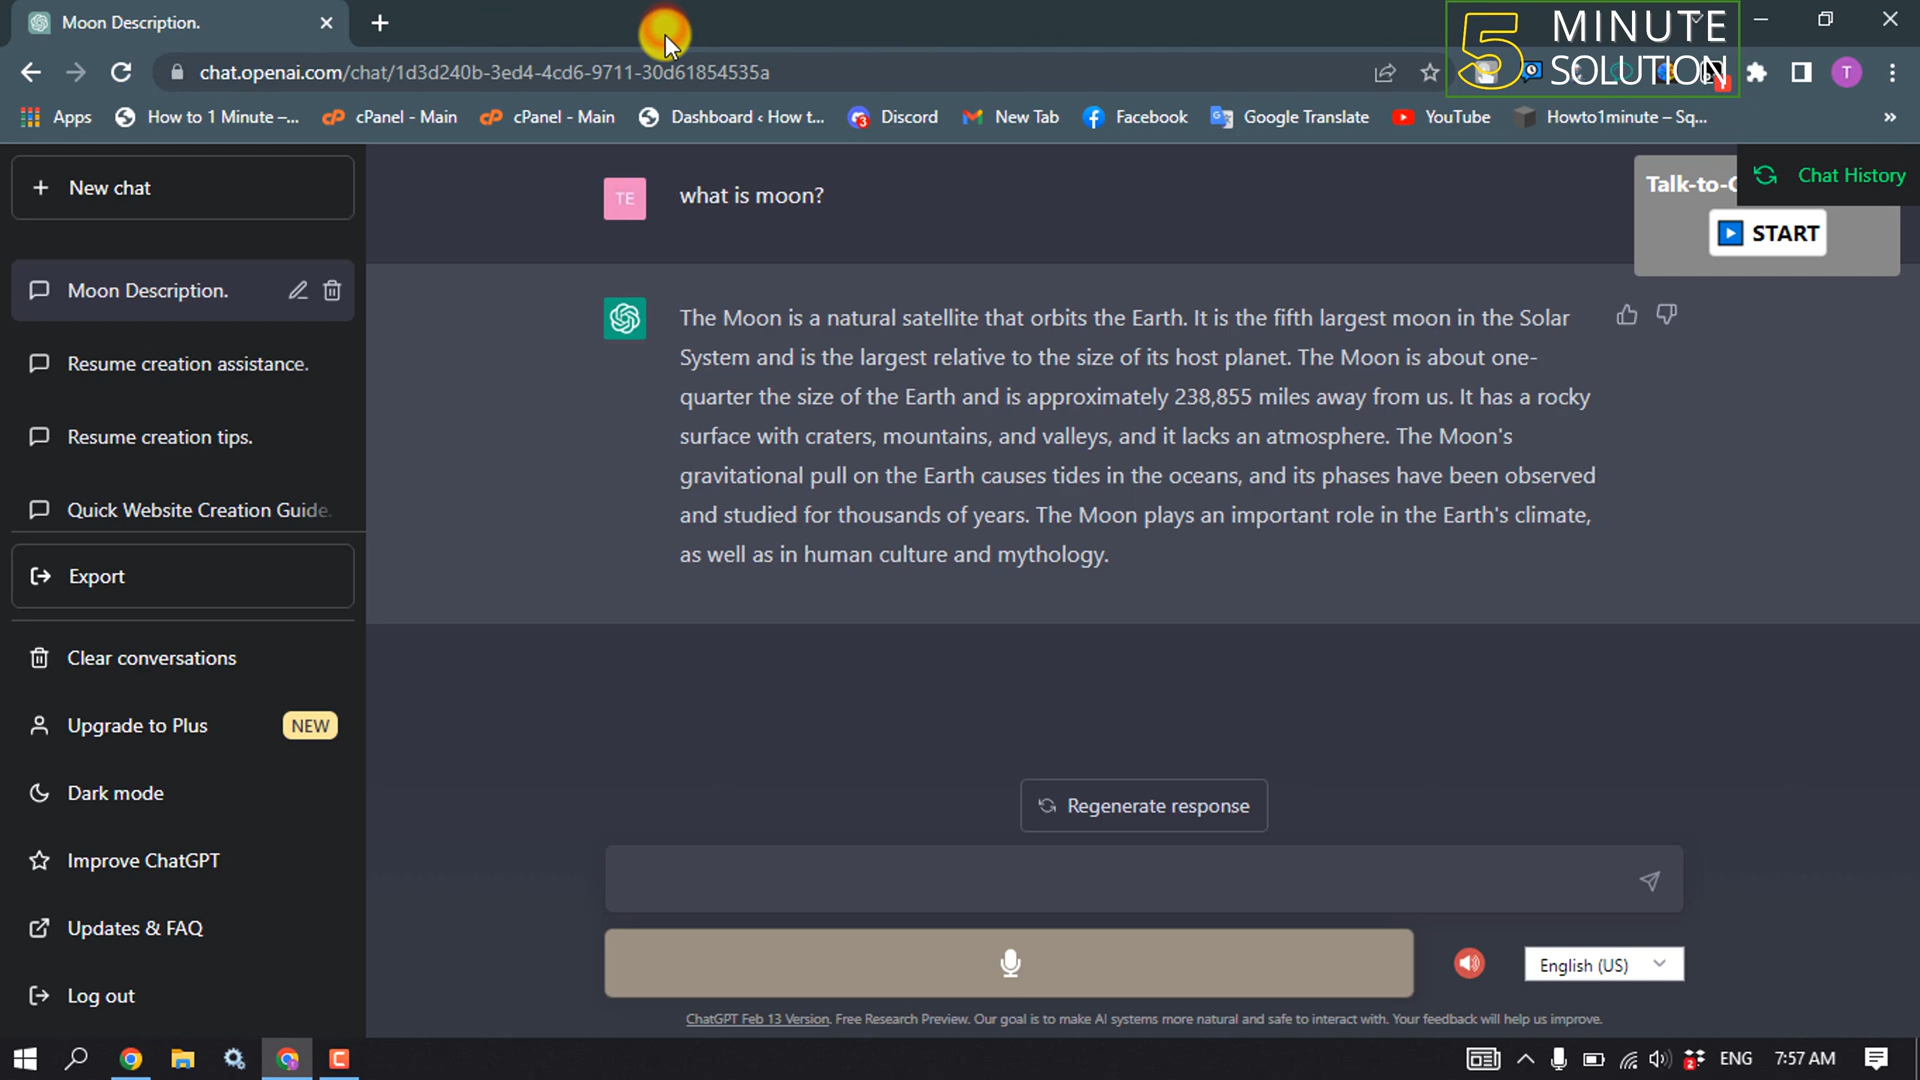 Moon Description.
5 MINUTE
SOLUTION
chat.openai.com/chat/1d3d240b-3ed4-4cd6-9711-30d61854535a
T
Apps
How to 1 Minute –...
cPanel - Main
cPanel - Main
Dashboard ‹ How t...
Discord
New Tab
Facebook
Google Translate
YouTube
Howto1minute – Sq...
»
New chat
Moon Description.
Resume creation assistance.
Resume creation tips.
Quick Website Creation Guide.
Export
Clear conversations
Upgrade to Plus
NEW
Dark mode
Improve ChatGPT
Updates & FAQ
Log out
TE
what is moon?
Talk-to-C
Chat History
START
The Moon is a natural satellite that orbits the Earth. It is the fifth largest moon in the Solar
System and is the largest relative to the size of its host planet. The Moon is about one-
quarter the size of the Earth and is approximately 238,855 miles away from us. It has a rocky
surface with craters, mountains, and valleys, and it lacks an atmosphere. The Moon's
gravitational pull on the Earth causes tides in the oceans, and its phases have been observed
and studied for thousands of years. The Moon plays an important role in the Earth's climate,
as well as in human culture and mythology.
Regenerate response
English (US)
ChatGPT Feb 13 Version. Free Research Preview. Our goal is to make AI systems more natural and safe to interact with. Your feedback will help us improve.
ENG
7:57 AM